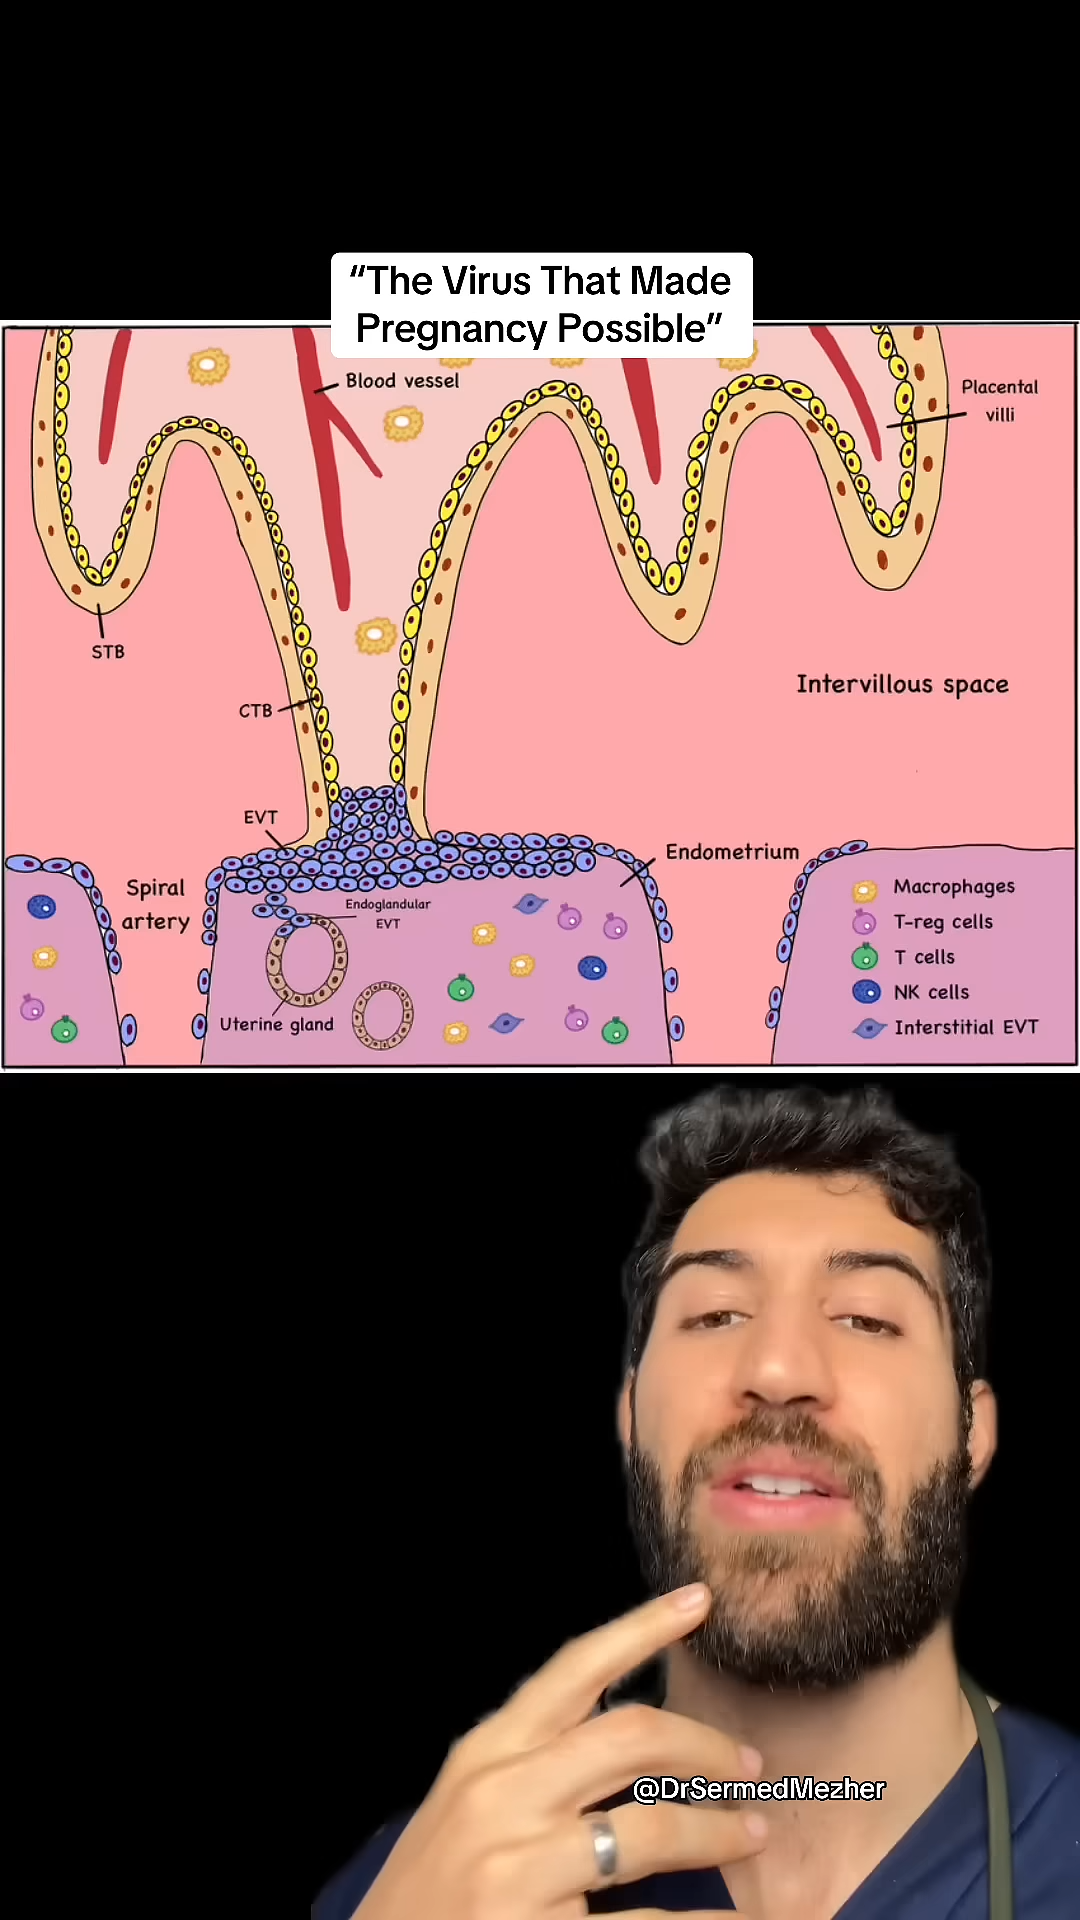 “The Virus That Made
Pregnancy Possible”
Blood vessel
Placental
villi
STB
Intervillous space
CTB
EVT
Endometrium
Spiral
artery
Endoglandular
EVT
Uterine gland
Macrophages
T-reg cells
T cells
NK cells
Interstitial EVT
@DrSermedMezher